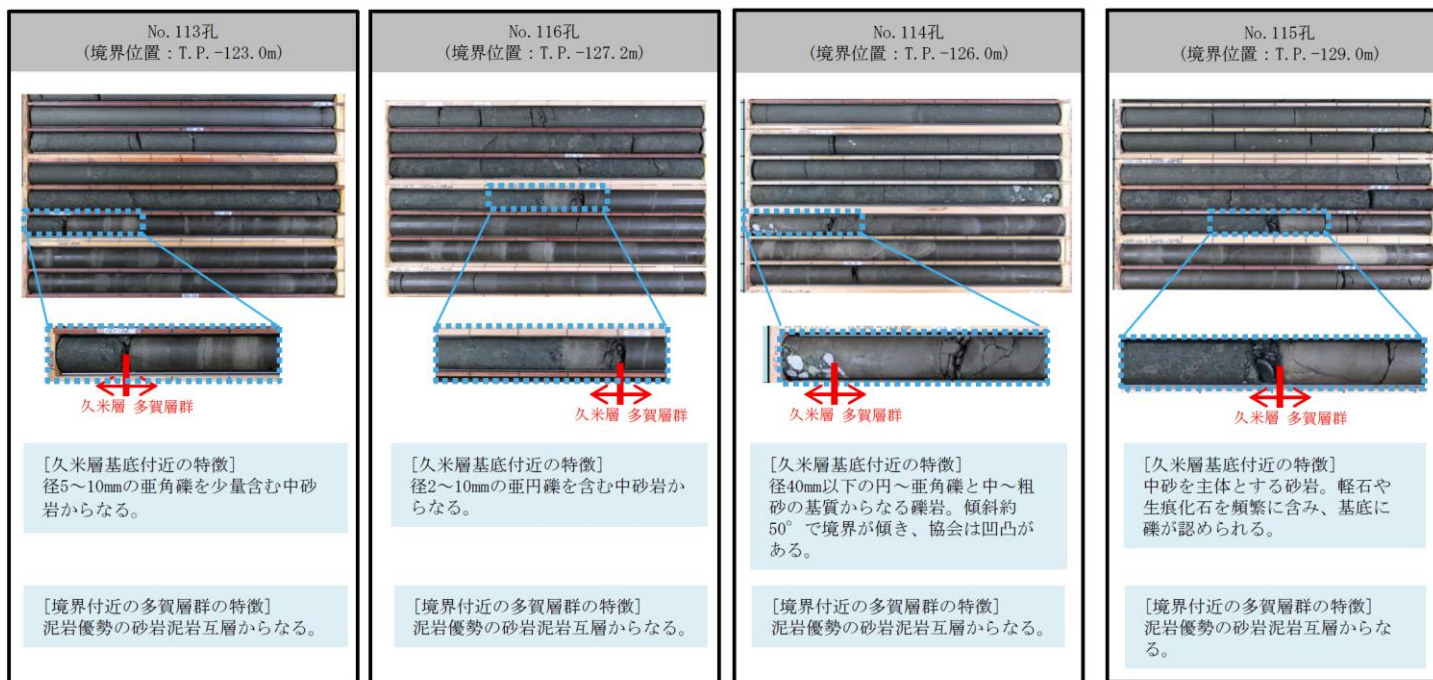 No.113孔
(境界位置：T.P.-123.0m)
久米層 多賀層群
[久米層基底付近の特徴]
径5～10mmの亜角礫を少量含む中砂
岩からなる。
[境界付近の多賀層群の特徴]
泥岩優勢の砂岩泥岩互層からなる。
No.116孔
(境界位置：T.P.-127.2m)
久米層 多賀層群
[久米層基底付近の特徴]
径2～10mmの亜円礫を含む中砂岩か
らなる。
[境界付近の多賀層群の特徴]
泥岩優勢の砂岩泥岩互層からなる。
No.114孔
(境界位置：T.P.-126.0m)
久米層 多賀層群
[久米層基底付近の特徴]
径40mm以下の円～亜角礫と中～粗
砂の基質からなる礫岩。傾斜約
50°で境界が傾き、協会は凹凸が
ある。
[境界付近の多賀層群の特徴]
泥岩優勢の砂岩泥岩互層からなる。
No.115孔
(境界位置：T.P.-129.0m)
久米層 多賀層群
[久米層基底付近の特徴]
中砂を主体とする砂岩。軽石や
生痕化石を頻繁に含み、基底に
礫が認められる。
[境界付近の多賀層群の特徴]
泥岩優勢の砂岩泥岩互層からな
る。